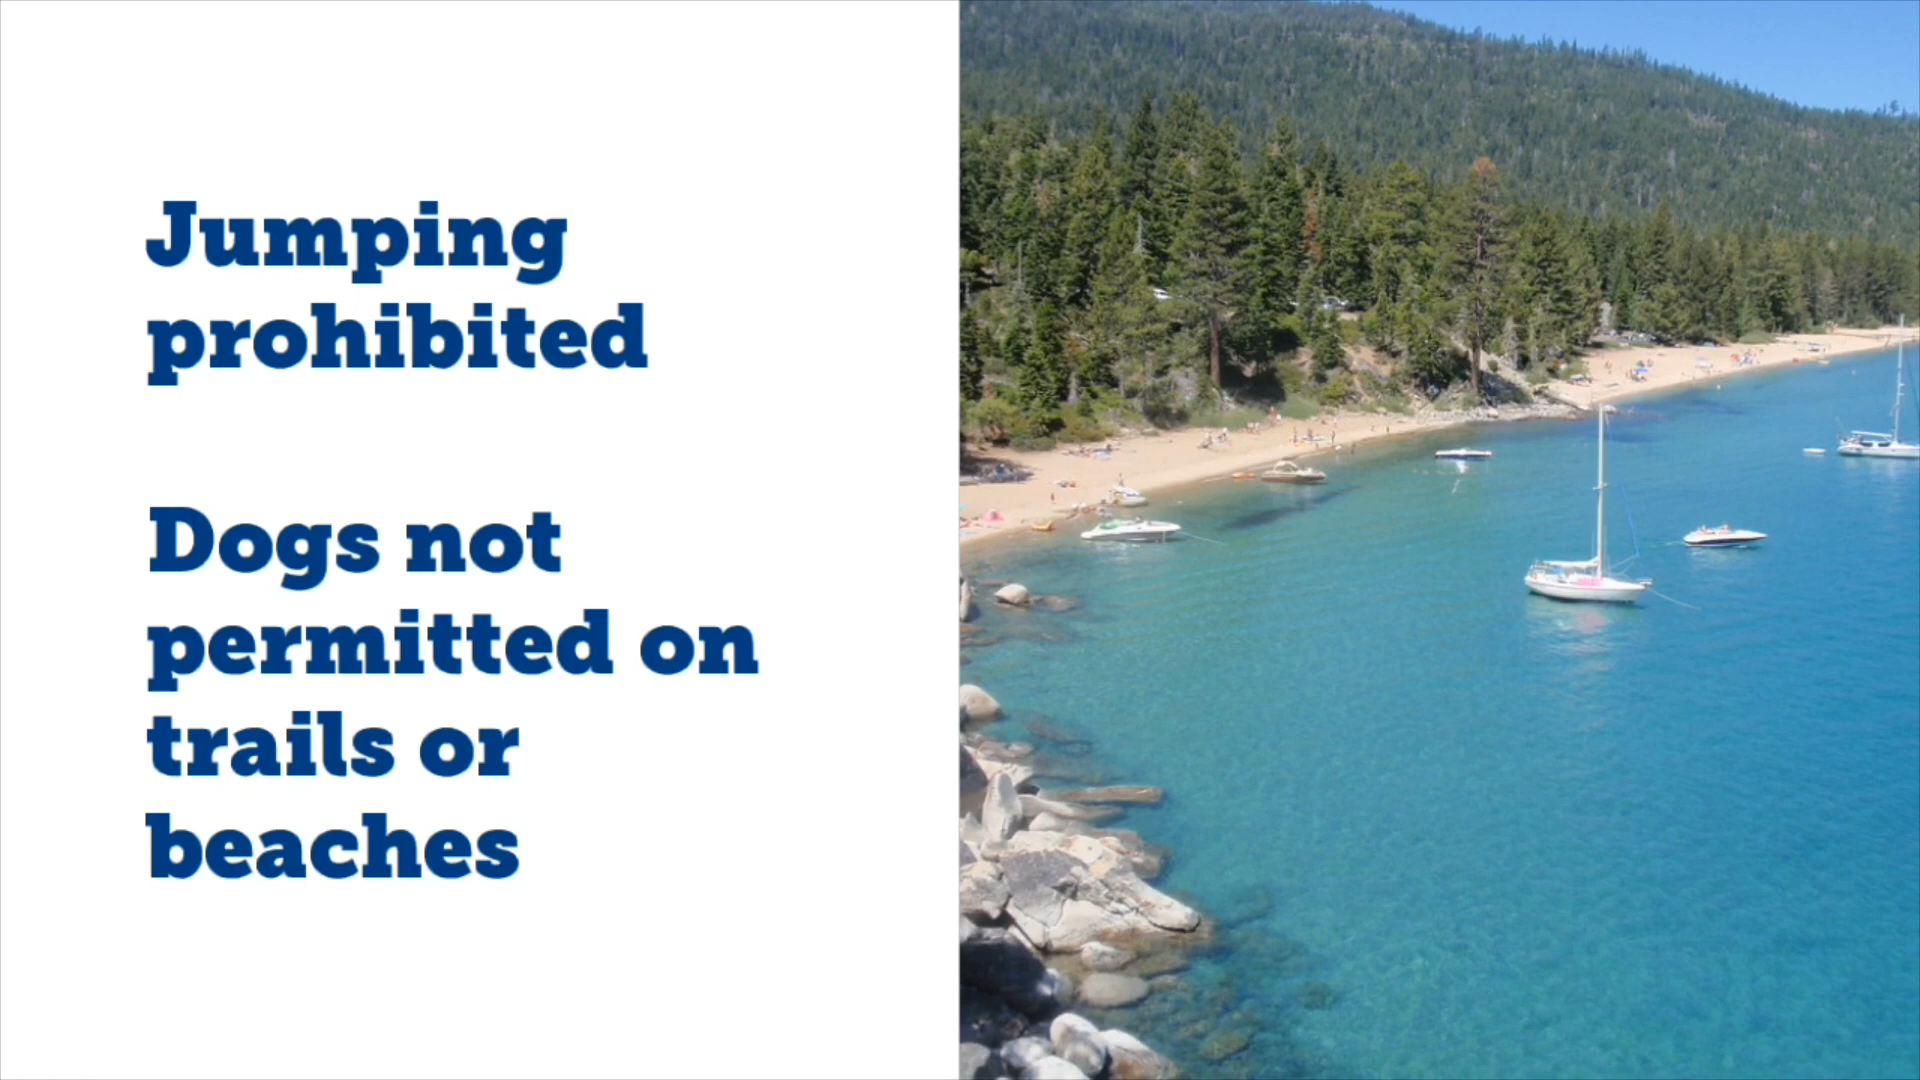 Jumping
prohibited
Dogs not
permitted on
trails or
beaches